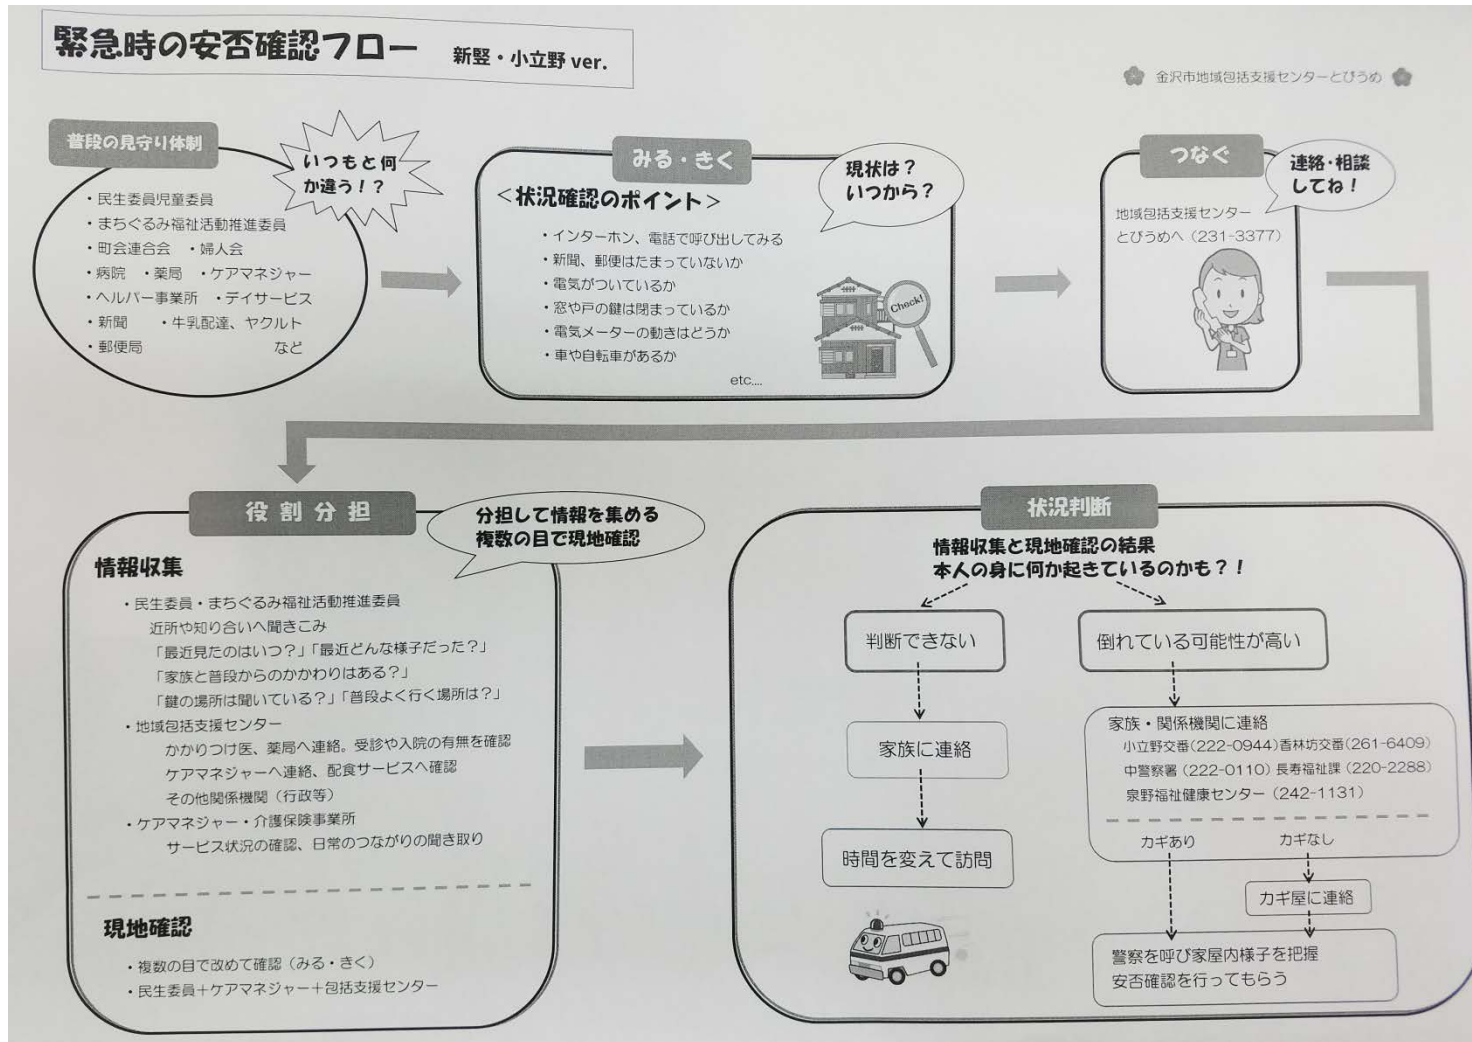 緊急時の安否確認フロー 新竪・小立野 ver.
金沢市地域包括支援センターとびうめ
普段の見守り体制
いつもと何
か違う!?
・民生委員児童委員
・まちぐるみ福祉活動推進委員
・町会連合会 ・婦人会
・病院 ・薬局 ・ケアマネジャー
・ヘルパー事業所 ・デイサービス
・新聞 ・牛乳配達、ヤクルト
・郵便局 など
みる・きく
現状は?
いつから?
<状況確認のポイント>
・インターホン、電話で呼び出してみる
・新聞、郵便はたまっていないか
・電気がついているか
・窓や戸の鍵は閉まっているか
・電気メーターの動きはどうか
・車や自転車があるか
etc....
Check!
つなぐ
連絡・相談
してね!
地域包括支援センター
とびうめへ(231-3377)
役割分担
分担して情報を集める
複数の目で現地確認
情報収集
・民生委員・まちぐるみ福祉活動推進委員
近所や知り合いへ聞きこみ
「最近見たのはいつ?」「最近どんな様子だった?」
「家族と普段からのかかわりはある?」
「鍵の場所は聞いている?」「普段よく行く場所は?」
・地域包括支援センター
かかりつけ医、薬局へ連絡。受診や入院の有無を確認
ケアマネジャーへ連絡、配食サービスへ確認
その他関係機関(行政等)
・ケアマネジャー・介護保険事業所
サービス状況の確認、日常のつながりの聞き取り
現地確認
・複数の目で改めて確認(みる・きく)
・民生委員+ケアマネジャー+包括支援センター
状況判断
情報収集と現地確認の結果
本人の身に何か起きているのかも?!
判断できない
家族に連絡
時間を変えて訪問
倒れている可能性が高い
家族・関係機関に連絡
小立野交番(222-0944)香林坊交番(261-6409)
中警察署(222-0110)長寿福祉課(220-2288)
泉野福祉健康センター(242-1131)
カギあり カギなし
カギ屋に連絡
警察を呼び家屋内様子を把握
安否確認を行ってもらう